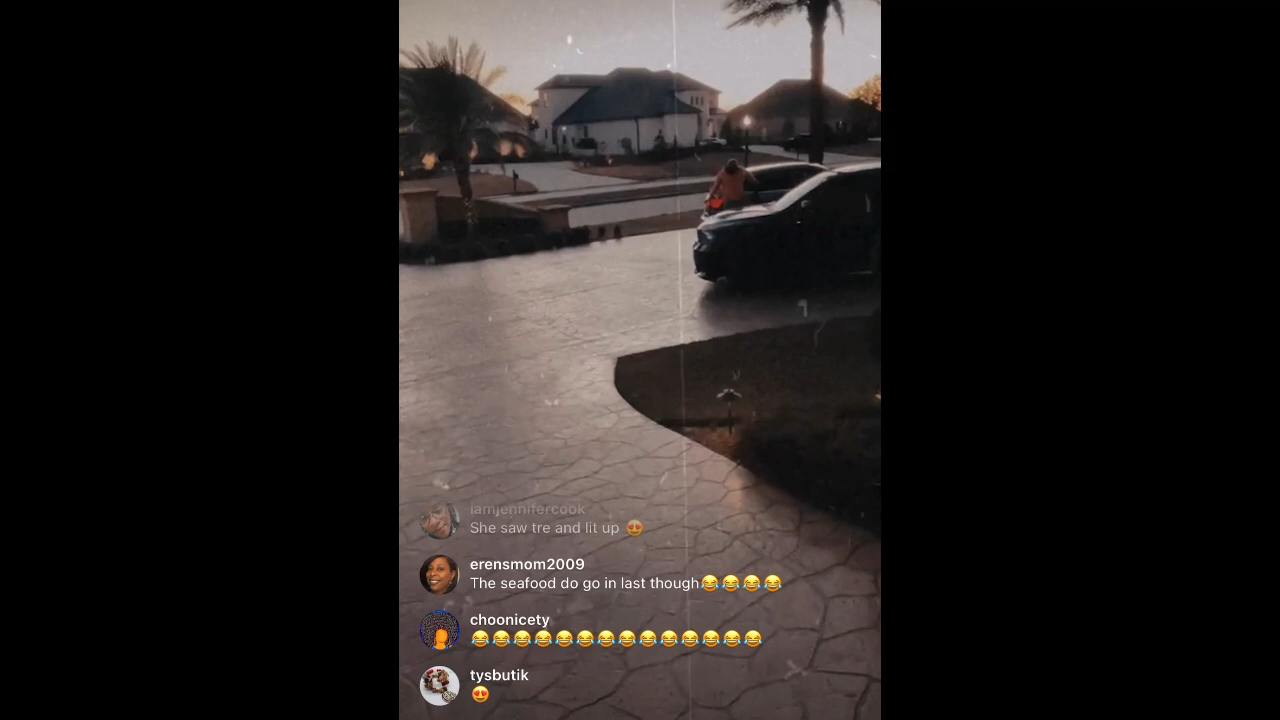 iamjennifercook
She saw tre and lit up 😍
erensmom2009
The seafood do go in last though😂😂😂😂
choonicety
😂😂😂😂😂😂😂😂😂😂😂😂😂😂
tysbutik
😍